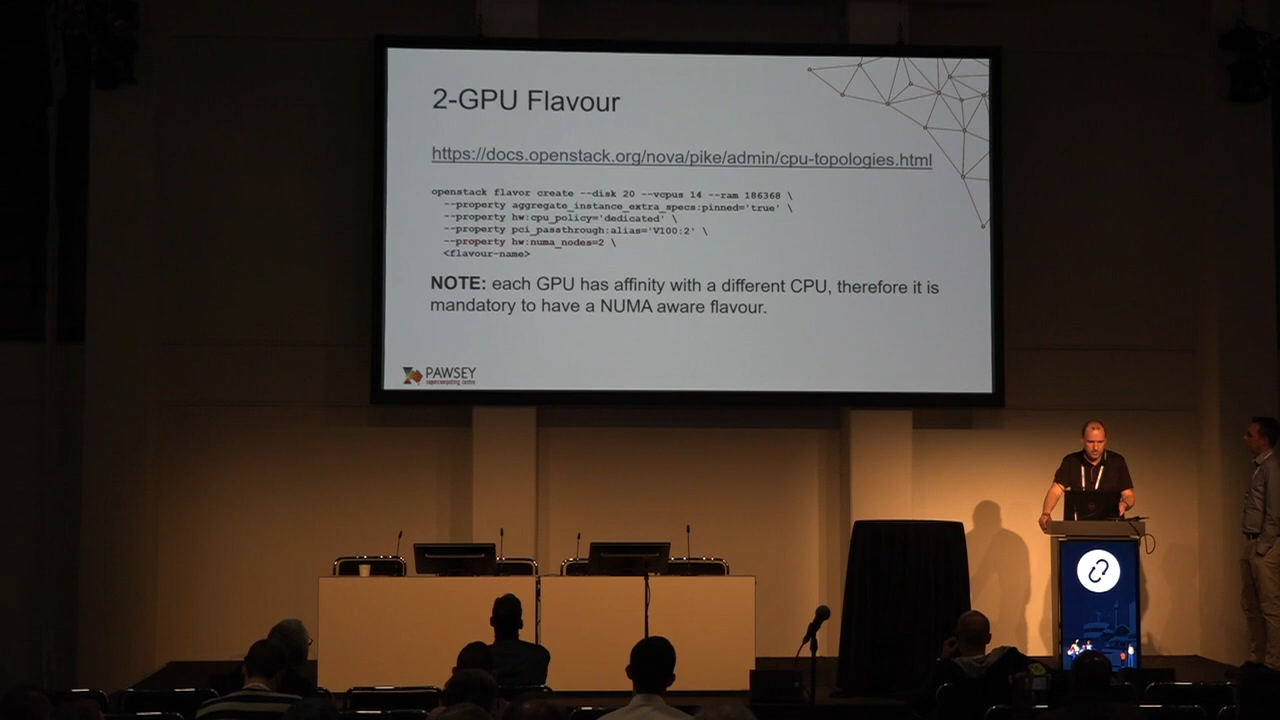 2-GPU Flavour
https://docs.openstack.org/nova/pike/admin/cpu-topologies.html
openstack flavor create --disk 20 --vcpus 14 --ram 186368 \
--property aggregate_instance_extra_specs:pinned='true' \
--property hw:cpu_policy='dedicated' \
--property pci_passthrough:alias='V100:2' \
--property hw:numa_nodes=2 \
<flavour-name>
NOTE: each GPU has affinity with a different CPU, therefore it is
mandatory to have a NUMA aware flavour.
PAWSEY
supercomputing centre